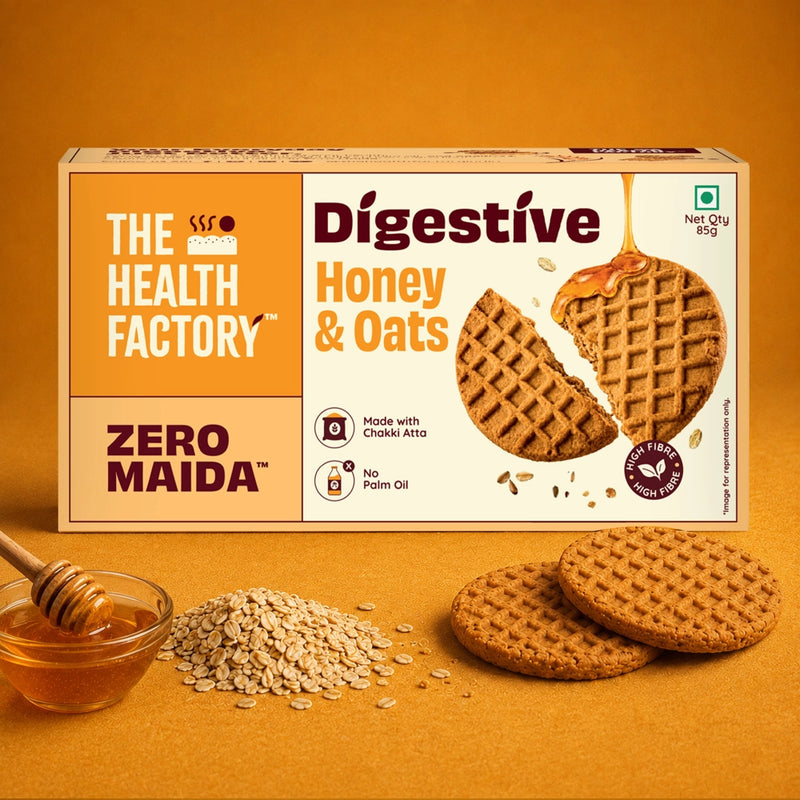 THE
HEALTH
FACTORY™
ZERO
MAIDA™
Digestive
Honey
& Oats
Made with
Chakki Atta
No
Palm Oil
Net Qty
85g
HIGH FIBRE
HIGH FIBRE
*Image for representation only.